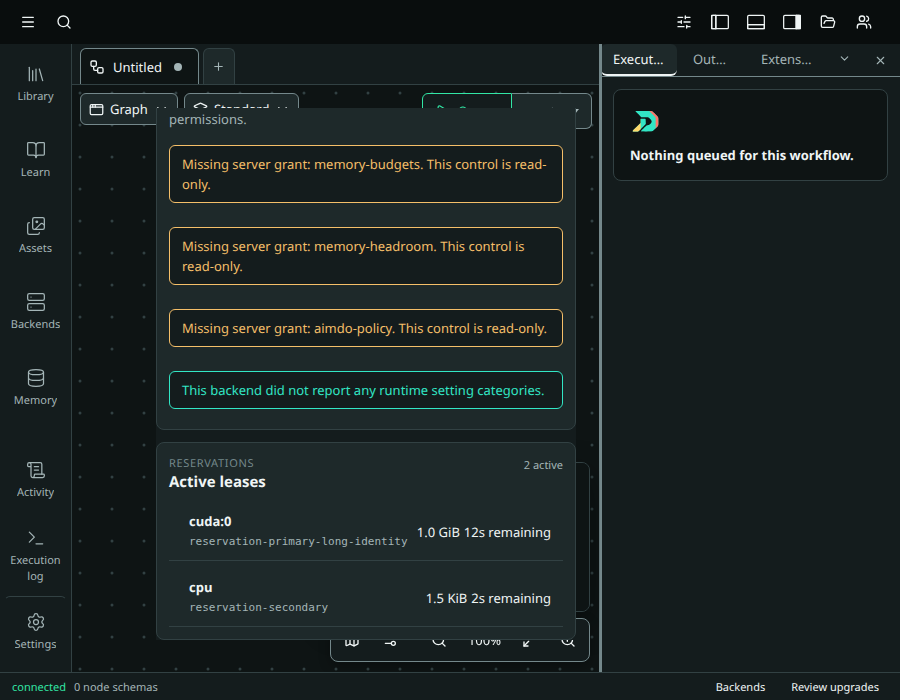 Untitled
+
Execut...
Out...
Extens...
Library
Learn
Assets
Backends
Memory
Activity
Execution
log
Settings
Graph
permissions.
Missing server grant: memory-budgets. This control is read-
only.
Missing server grant: memory-headroom. This control is
read-only.
Missing server grant: aimdo-policy. This control is read-only.
This backend did not report any runtime setting categories.
RESERVATIONS
2 active
Active leases
cuda:0
reservation-primary-long-identity
1.0 GiB 12s remaining
cpu
reservation-secondary
1.5 KiB 2s remaining
100%
Nothing queued for this workflow.
connected
0 node schemas
Backends
Review upgrades